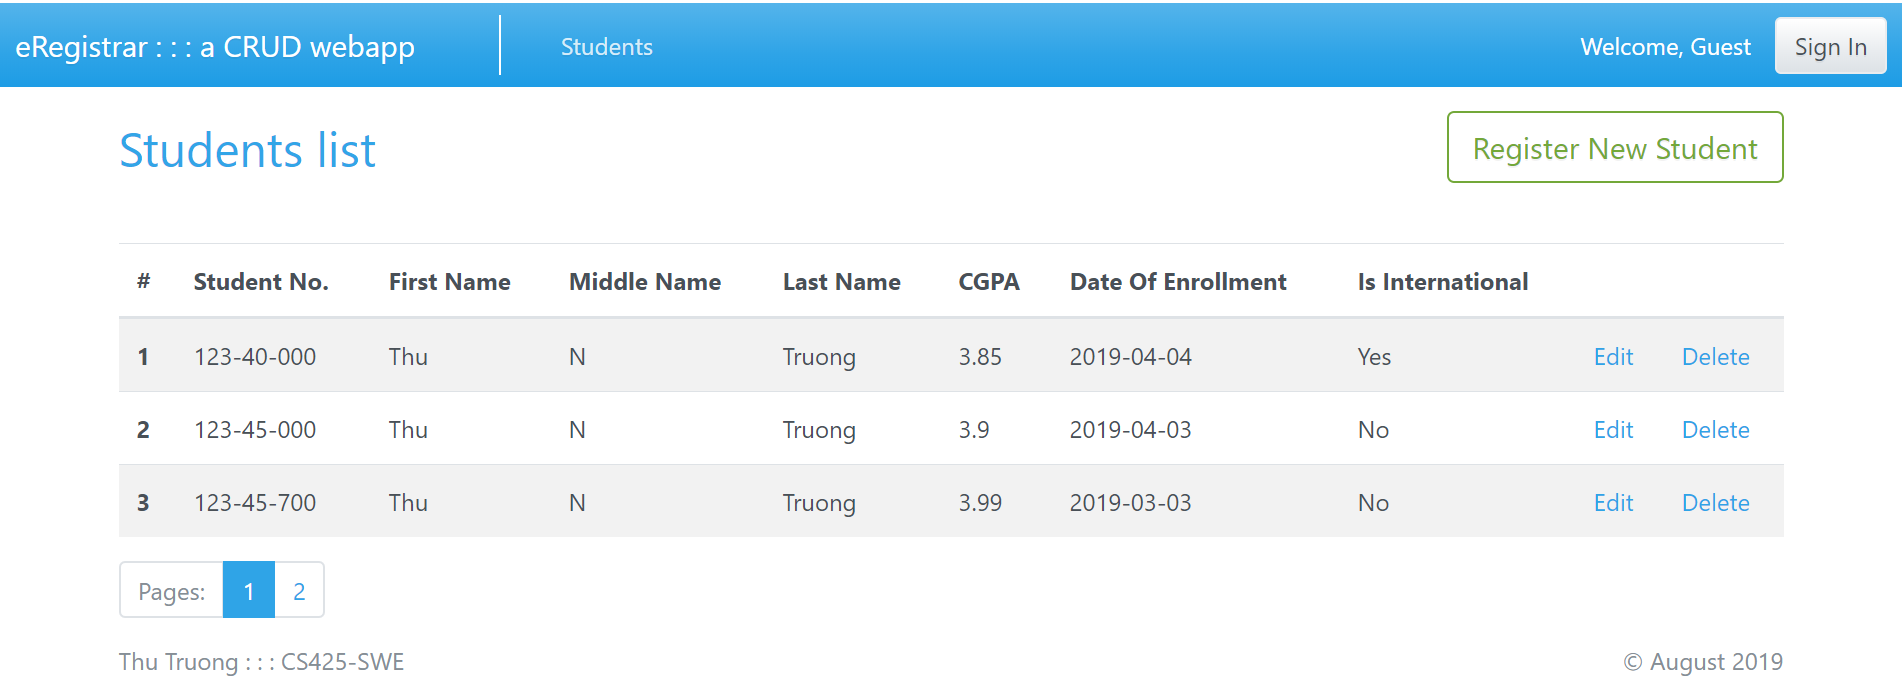 eRegistrar : : : a CRUD webapp Students Welcome, Guest Sign In
Students list Register New Student
# Student No. First Name Middle Name Last Name CGPA Date Of Enrollment Is International
1 123-40-000 Thu N Truong 3.85 2019-04-04 Yes Edit Delete
2 123-45-000 Thu N Truong 3.9 2019-04-03 No Edit Delete
3 123-45-700 Thu N Truong 3.99 2019-03-03 No Edit Delete
Pages: 1 2
Thu Truong : : : CS425-SWE © August 2019